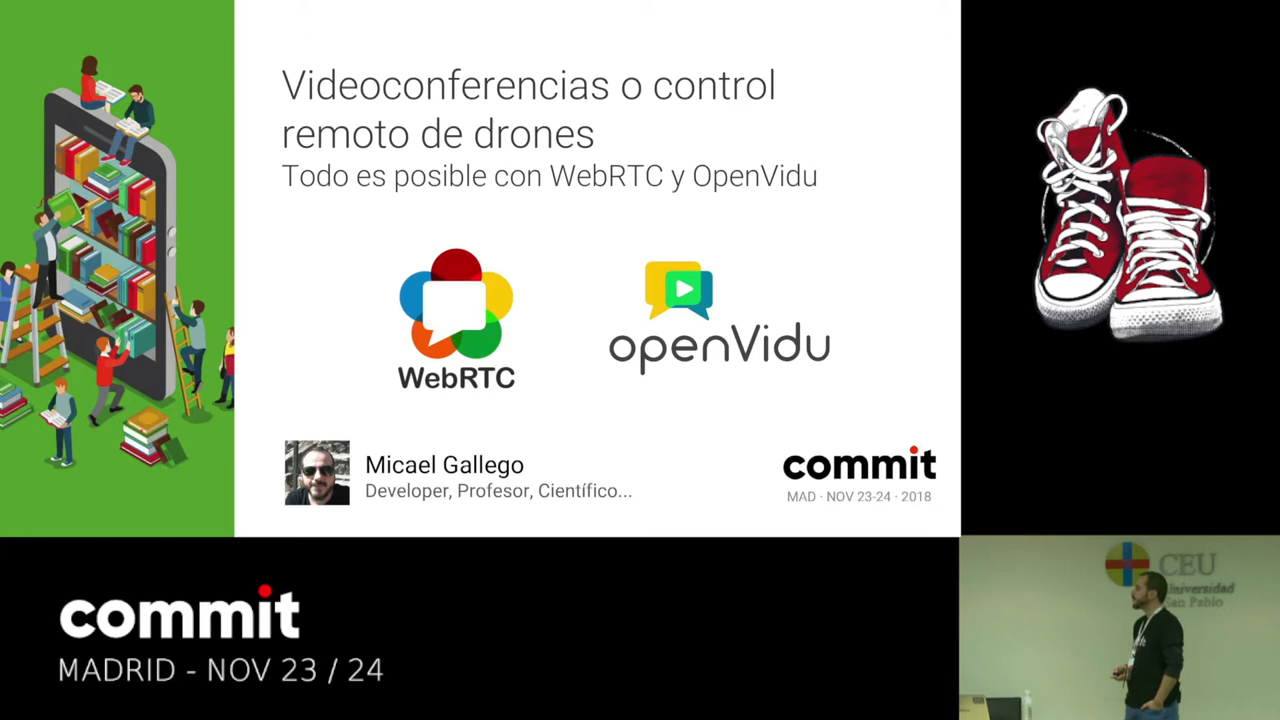 Videoconferencias o control
remoto de drones
Todo es posible con WebRTC y OpenVidu
WebRTC
openVidu
Micael Gallego
Developer, Profesor, Científico...
commit
MAD · NOV 23-24 · 2018
commit
MADRID - NOV 23 / 24
CEU
Universidad
San Pablo